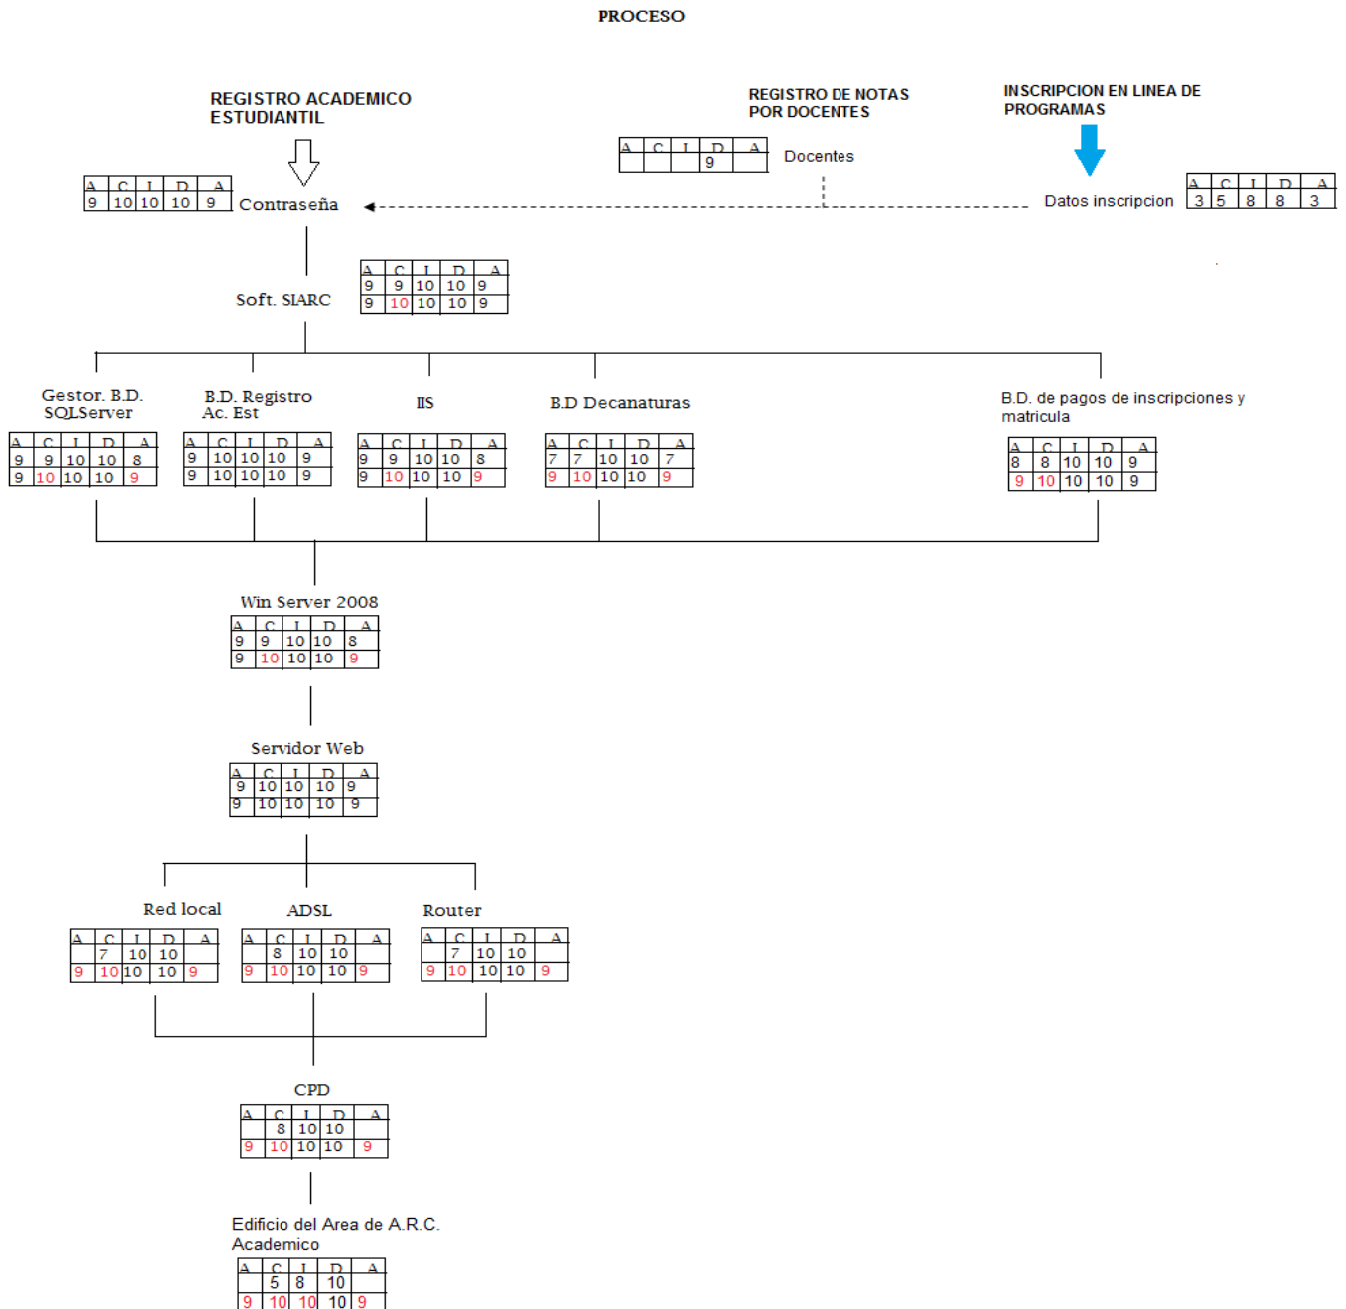 PROCESO
REGISTRO ACADEMICO
ESTUDIANTIL
REGISTRO DE NOTAS
POR DOCENTES
INSCRIPCION EN LINEA DE
PROGRAMAS
A C I D A
9
Docentes
A C I D A
9 10 10 10 9
Contraseña
Datos inscripcion
A C I D A
3 5 8 8 3
Soft. SIARC
A C I D A
9 9 10 10 9
9 10 10 10 9
Gestor. B.D.
SQLServer
A C I D A
9 9 10 10 8
9 10 10 10 9
B.D. Registro
Ac. Est
A C I D A
9 10 10 10 9
9 10 10 10 9
IIS
A C I D A
9 9 10 10 8
9 10 10 10 9
B.D Decanaturas
A C I D A
7 7 10 10 7
9 10 10 10 9
B.D. de pagos de inscripciones y
matricula
A C I D A
8 8 10 10 9
9 10 10 10 9
Win Server 2008
A C I D A
9 9 10 10 8
9 10 10 10 9
Servidor Web
A C I D A
9 10 10 10 9
9 10 10 10 9
Red local
A C I D A
7 10 10
9 10 10 10 9
ADSL
A C I D A
8 10 10
9 10 10 10 9
Router
A C I D A
7 10 10
9 10 10 10 9
CPD
A C I D A
8 10 10
9 10 10 10 9
Edificio del Area de A.R.C.
Academico
A C I D A
5 8 10
9 10 10 10 9